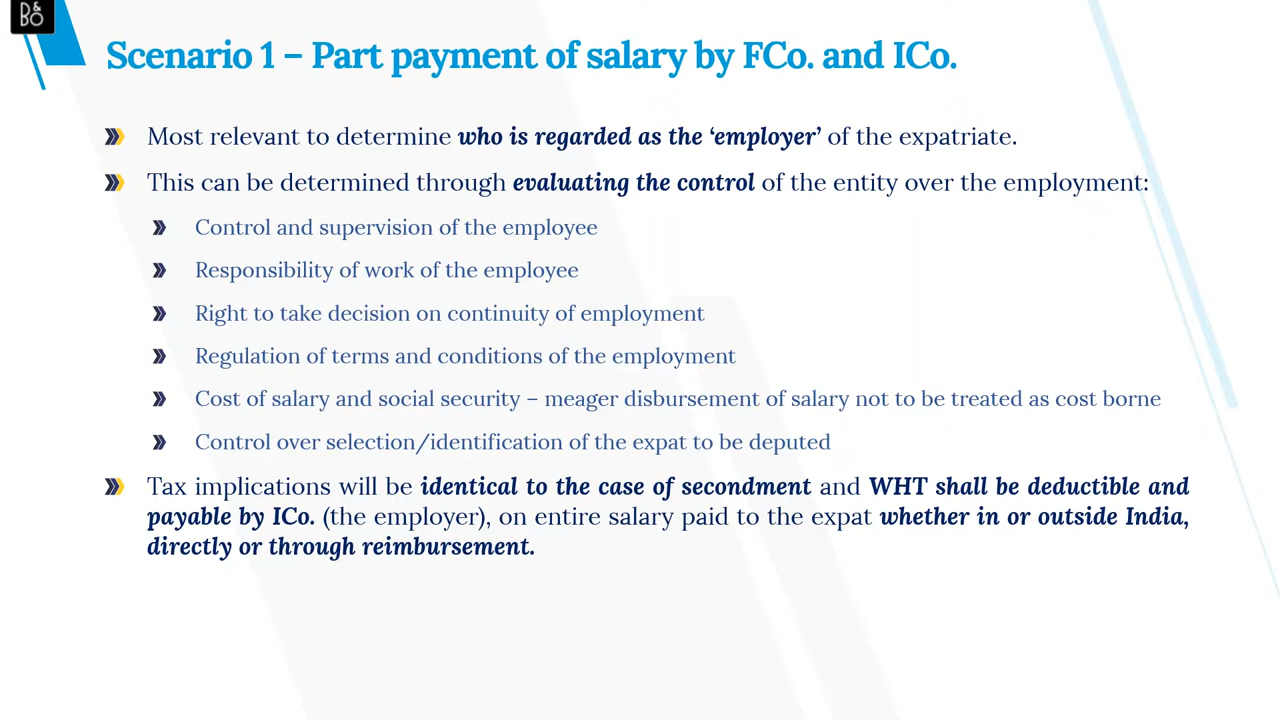 B&O
Scenario 1 – Part payment of salary by FCo. and ICo.
Most relevant to determine who is regarded as the ‘employer’ of the expatriate.
This can be determined through evaluating the control of the entity over the employment:
Control and supervision of the employee
Responsibility of work of the employee
Right to take decision on continuity of employment
Regulation of terms and conditions of the employment
Cost of salary and social security – meager disbursement of salary not to be treated as cost borne
Control over selection/identification of the expat to be deputed
Tax implications will be identical to the case of secondment and WHT shall be deductible and
payable by ICo. (the employer), on entire salary paid to the expat whether in or outside India,
directly or through reimbursement.